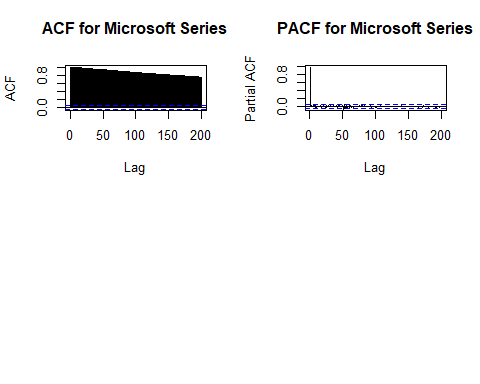 ACF for Microsoft Series
ACF
0.8
0.0
0 50 100 150 200
Lag
PACF for Microsoft Series
Partial ACF
0.8
0.0
0 50 100 150 200
Lag